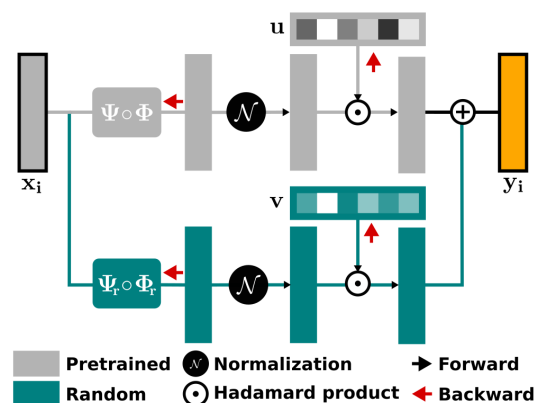 u
Ψ∘Φ
𝒩
x_i
y_i
v
Ψ_r∘Φ_r
𝒩
Pretrained
𝒩 Normalization
Forward
Random
Hadamard product
Backward